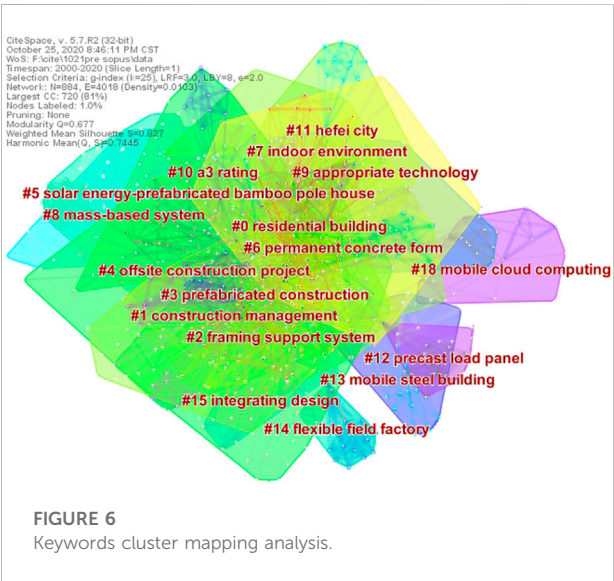 CiteSpace, v. 5.7.R2 (32-bit)
October 25, 2020 8:46:11 PM CST
WoS: F:\cite\1021pre sopus\data
Timespan: 2000-2020 (Slice Length=1)
Selection Criteria: g-index (k=25), LRF=3.0, LBY=8, e=2.0
Network: N=884, E=4018 (Density=0.0103)
Largest CC: 720 (81%)
Nodes Labeled: 1.0%
Pruning: None
Modularity Q=0.677
Weighted Mean Silhouette S=0.827
Harmonic Mean(Q, S)=0.7445
#11 hefei city
#7 indoor environment
#10 a3 rating
#9 appropriate technology
#5 solar energy-prefabricated bamboo pole house
#8 mass-based system
#0 residential building
#6 permanent concrete form
#4 offsite construction project
#18 mobile cloud computing
#3 prefabricated construction
#1 construction management
#2 framing support system
#12 precast load panel
#13 mobile steel building
#15 integrating design
#14 flexible field factory
FIGURE 6
Keywords cluster mapping analysis.